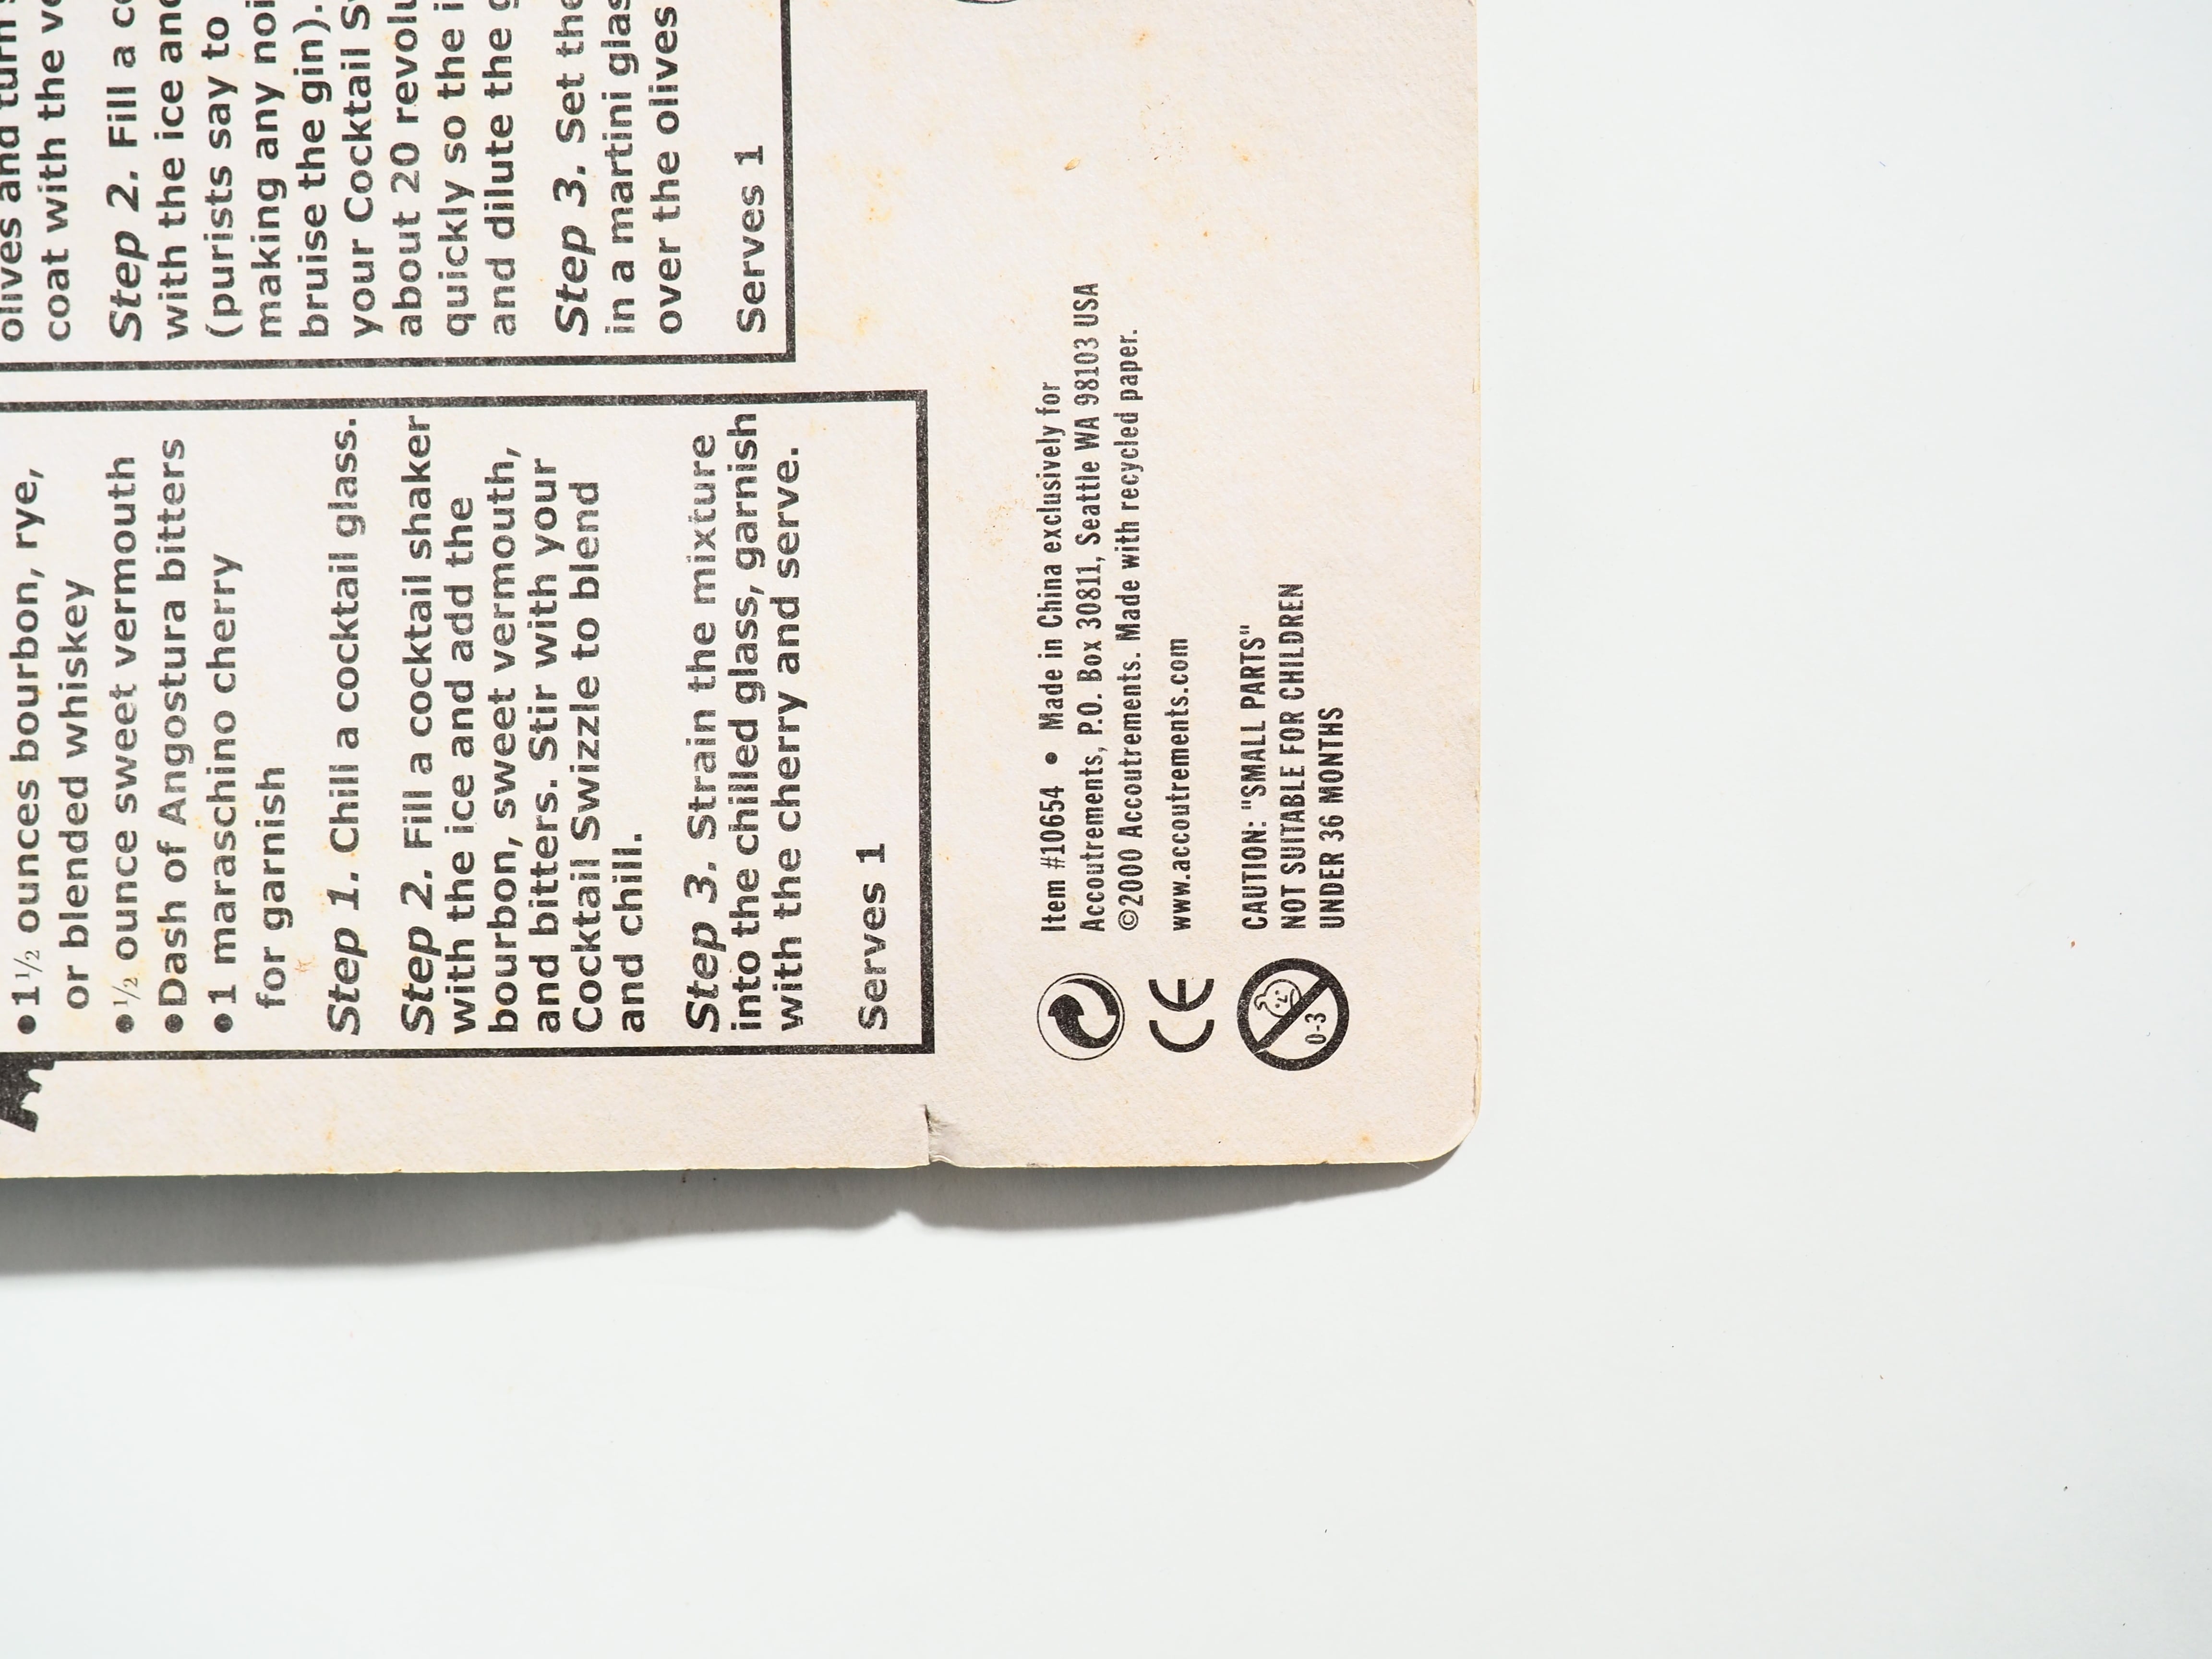 ●1½ ounces bourbon, rye,
or blended whiskey
●½ ounce sweet vermouth
●Dash of Angostura bitters
●1 maraschino cherry
for garnish
Step 1. Chill a cocktail glass.
Step 2. Fill a cocktail shaker
with the ice and add the
bourbon, sweet vermouth,
and bitters. Stir with your
Cocktail Swizzle to blend
and chill.
Step 3. Strain the mixture
into the chilled glass, garnish
with the cherry and serve.
Serves 1
olives and turn
coat with the
Step 2. Fill a
with the ice and
(purists say to
making any
bruise the gin).
your Cocktail
about 20
quickly so the
and dilute the
Step 3. Set the
in a martini
over the olives
Serves 1
Item #10654 ● Made in China exclusively for
Accoutrements, P.O. Box 30811, Seattle WA 98103 USA
©2000 Accoutrements. Made with recycled paper.
www.accoutrements.com
CE
CAUTION: "SMALL PARTS"
NOT SUITABLE FOR CHILDREN
UNDER 36 MONTHS
0-3